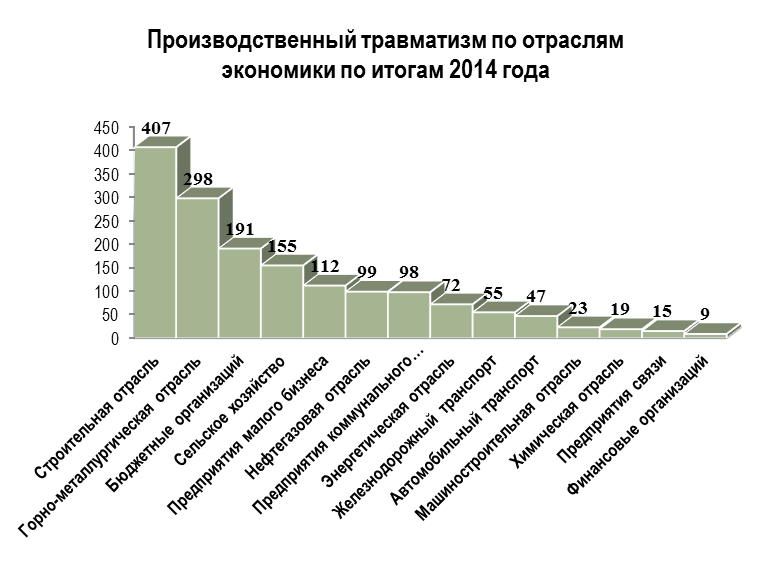 Производственный травматизм по отраслям
экономики по итогам 2014 года
450
400
350
300
250
200
150
100
50
0
407
298
191
155
112
99
98
72
55
47
23
19
15
9
Строительная отрасль
Горно-металлургическая отрасль
Бюджетные организаций
Сельское хозяйство
Предприятия малого бизнеса
Нефтегазовая отрасль
Предприятия коммунального…
Энергетическая отрасль
Железнодорожный транспорт
Автомобильный транспорт
Машиностроительная отрасль
Химическая отрасль
Предприятия связи
Финансовые организаций